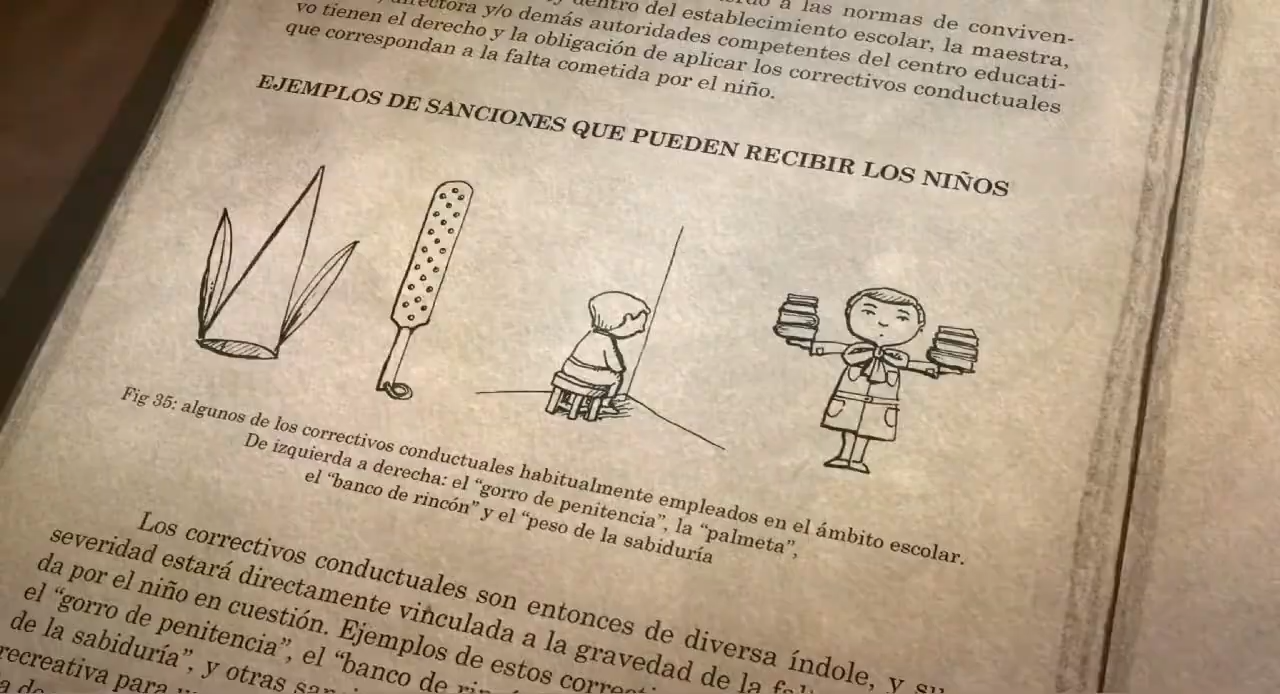 a las normas de conviven-
dentro del establecimiento escolar, la maestra,
y/o demás autoridades competentes del centro educati-
vo tienen el derecho y la obligación de aplicar los correctivos conductuales
que correspondan a la falta cometida por el niño.
EJEMPLOS DE SANCIONES QUE PUEDEN RECIBIR LOS NIÑOS
Fig 35: algunos de los correctivos conductuales habitualmente empleados en el ámbito escolar.
De izquierda a derecha: el “gorro de penitencia”, la “palmeta”,
el “banco de rincón” y el “peso de la sabiduría
Los correctivos conductuales son entonces de diversa índole, y su
severidad estará directamente vinculada a la gravedad de la
da por el niño en cuestión. Ejemplos de estos
el “gorro de penitencia”, el “banco de
de la sabiduría”, y otras
recreativa para